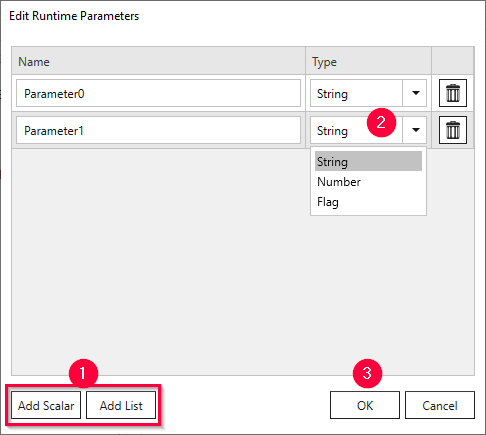 Edit Runtime Parameters
Name Type
Parameter0 String
Parameter1 String 2
String
Number
Flag
1 3
Add Scalar Add List OK Cancel